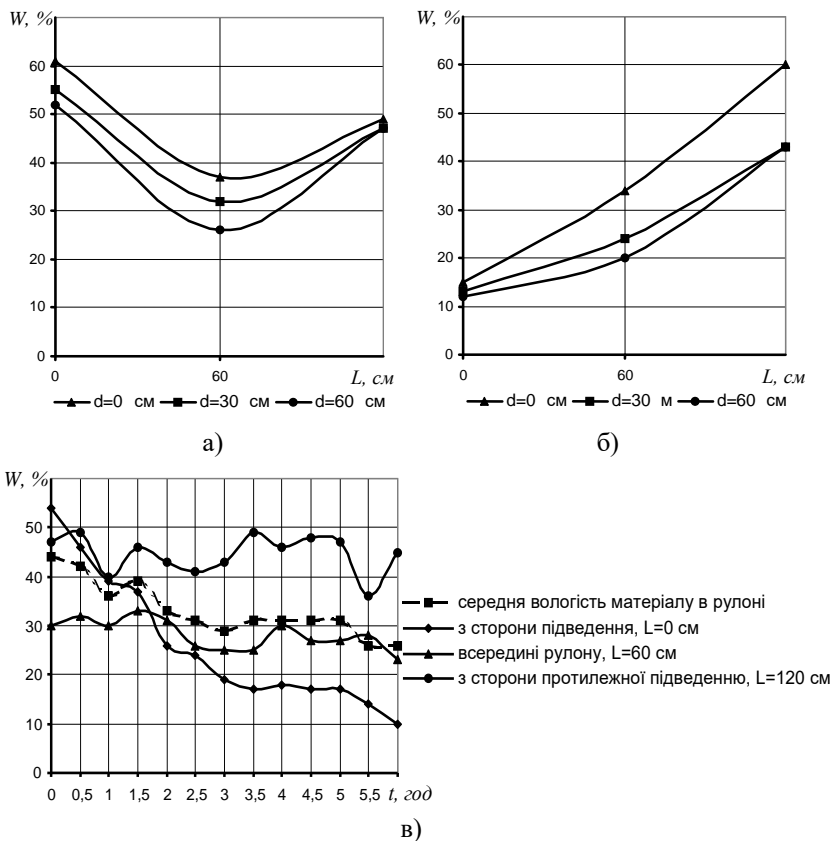 W, %
60
50
40
30
20
10
0
0
60
L, см
d=0 см
d=30 см
d=60 см
а)
W, %
60
50
40
30
20
10
0
0
60
L, см
d=0 см
d=30 м
d=60 см
б)
W, %
50
40
30
20
10
0
0 0,5 1 1,5 2 2,5 3 3,5 4 4,5 5 5,5 t, год
середня вологість матеріалу в рулоні
з сторони підведення, L=0 см
всередині рулону, L=60 см
з сторони протилежної підведенню, L=120 см
в)